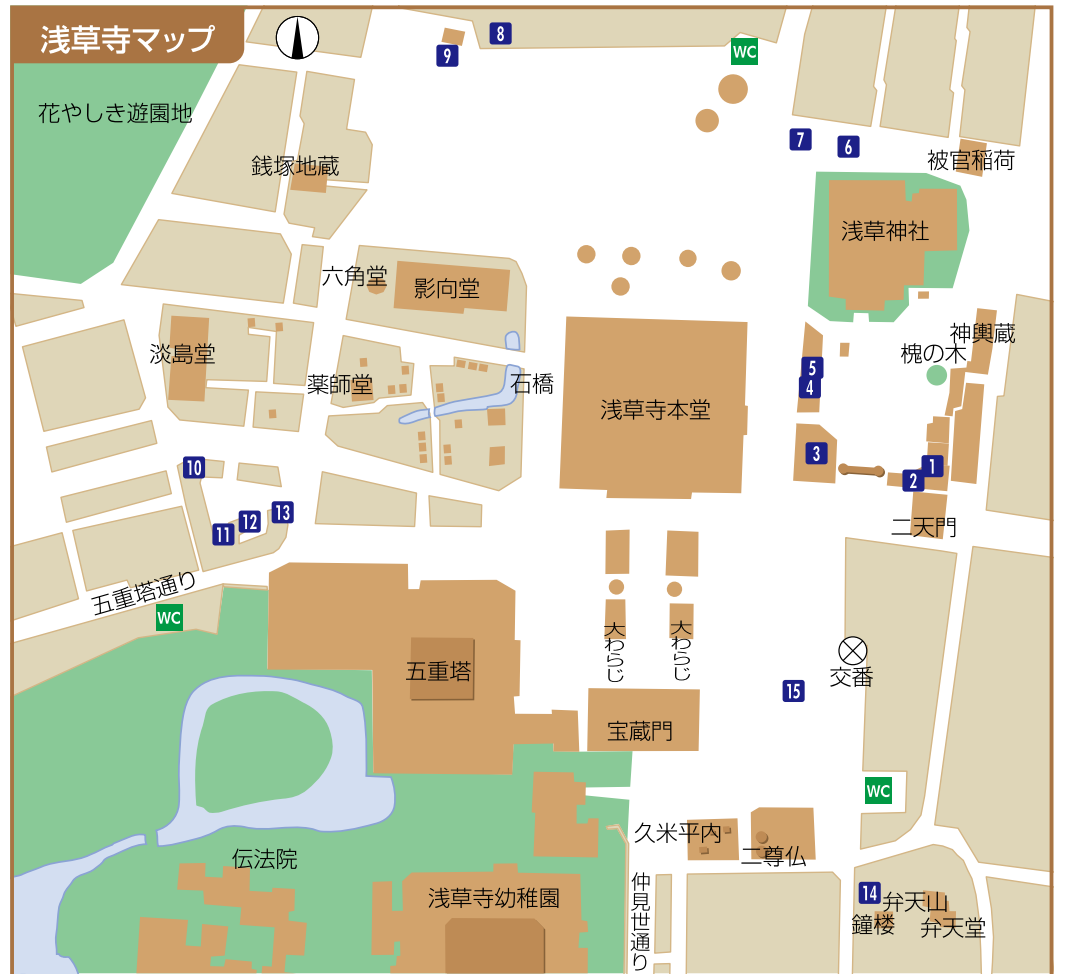 浅草寺マップ
8
9
WC
花やしき遊園地
7
6
被官稲荷
銭塚地蔵
浅草神社
六角堂
影向堂
神輿蔵
槐の木
淡島堂
薬師堂
石橋
5
4
浅草寺本堂
3
10
1
2
13
12
11
二天門
五重塔通り
WC
大わらじ
大わらじ
五重塔
交番
15
宝蔵門
WC
久米平内
二尊仏
伝法院
仲見世通り
浅草寺幼稚園
14
弁天山
鐘楼
弁天堂